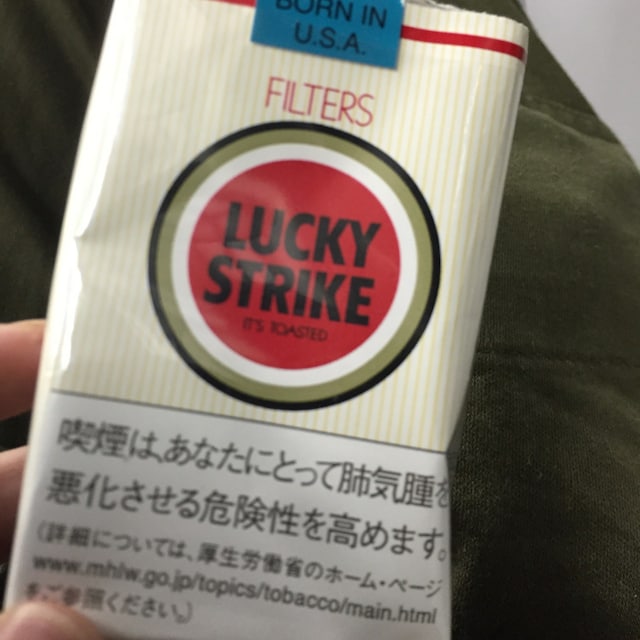 BORN IN
U.S.A.
FILTERS
LUCKY
STRIKE
IT'S TOASTED
喫煙は、あなたにとって肺気腫を
悪化させる危険性を高めます。
(詳細については、厚生労働省のホーム・ページ
www.mhlw.go.jp/topics/tobacco/main.html
をご参照ください。)